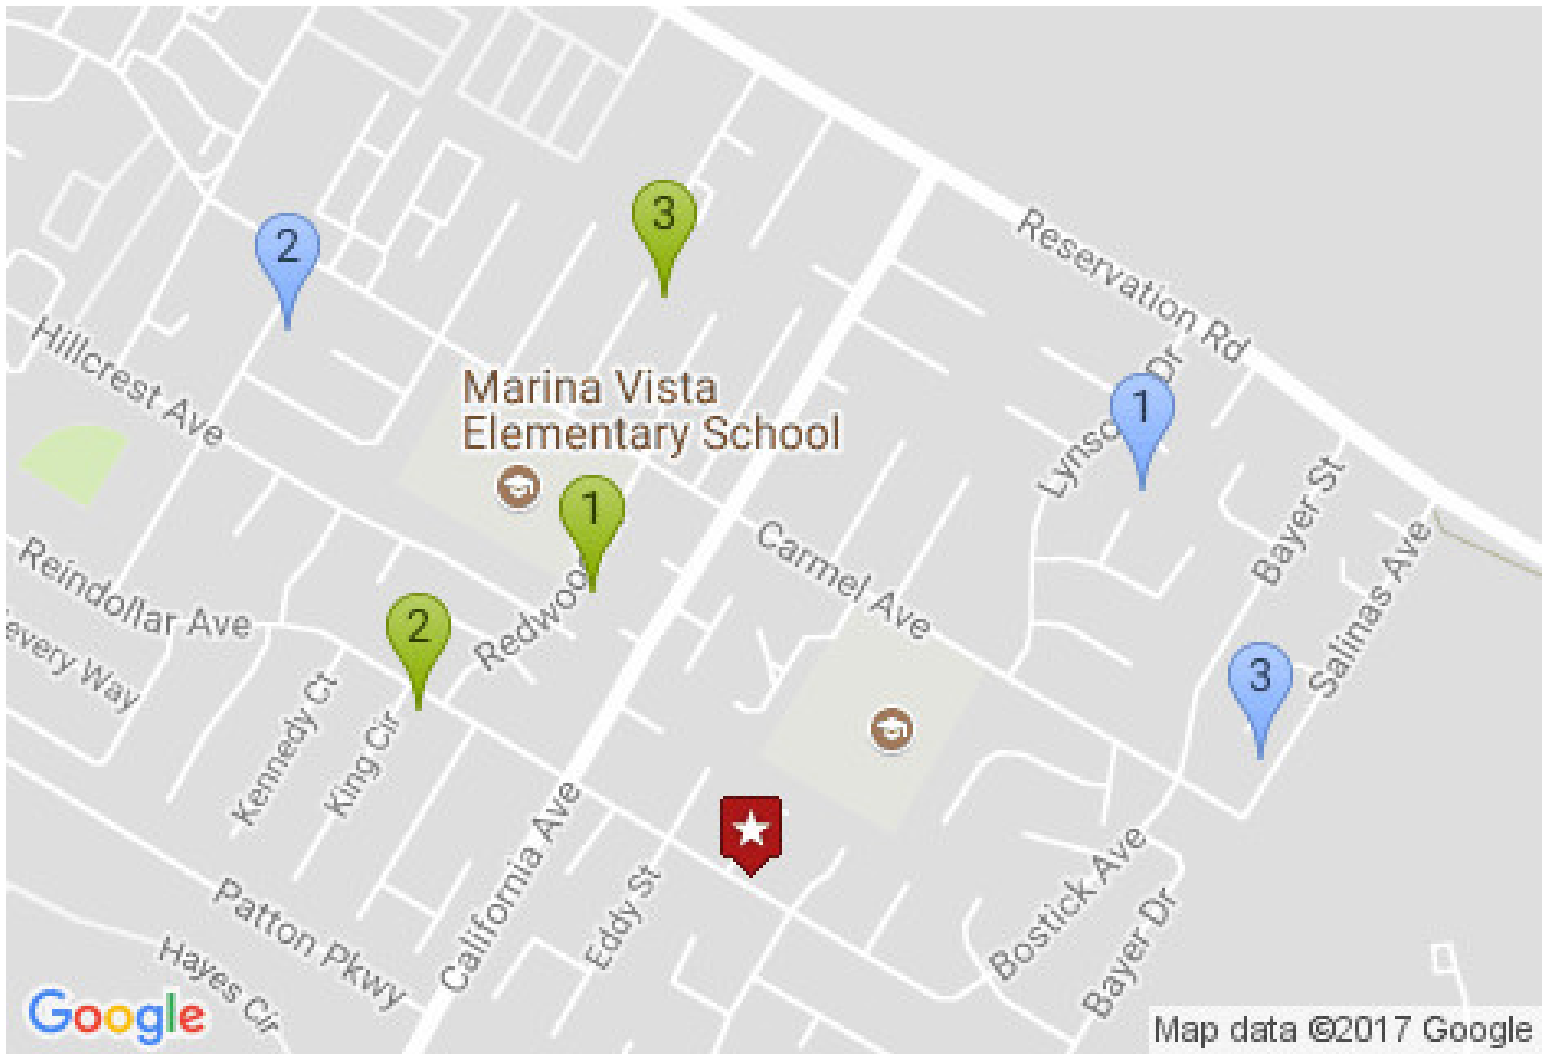 3
2
Reservation Rd
Hillcrest Ave
Marina Vista
Elementary School
1
Dr
1
Bayer St
Carmel Ave
Salinas Ave
Reindollar Ave
2
3
Way
Kennedy Ct
King Cir
California Ave
Eddy St
Bostick Ave
Bayer Dr
Patton Pkwy
Hayes Cir
Google
Map data ©2017 Google